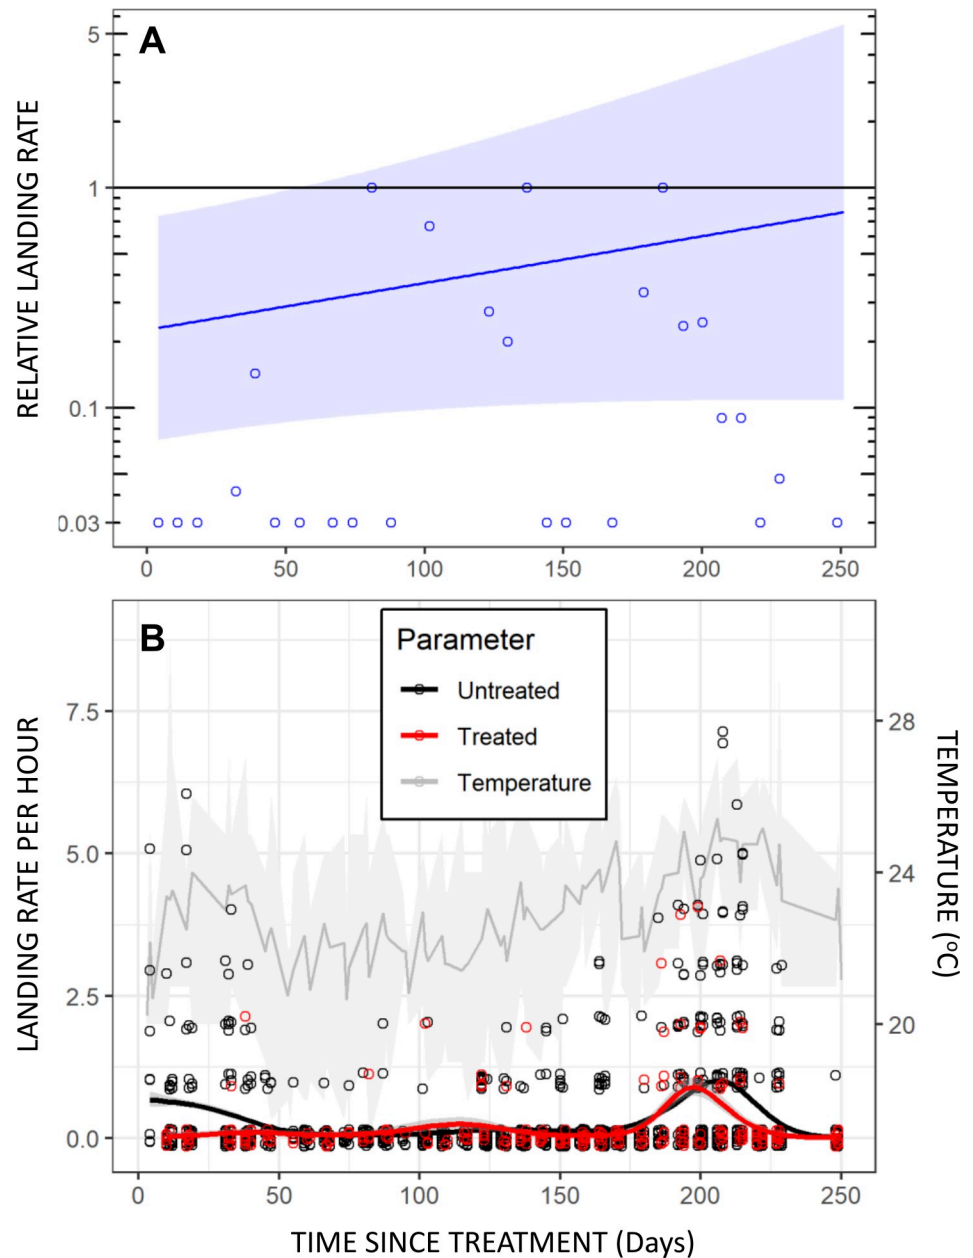 A
RELATIVE LANDING RATE
5
1
0.1
0.03
0 50 100 150 200 250
B
LANDING RATE PER HOUR
7.5
5.0
2.5
0.0
Parameter
Untreated
Treated
Temperature
28
24
20
TEMPERATURE (ºC)
0 50 100 150 200 250
TIME SINCE TREATMENT (Days)